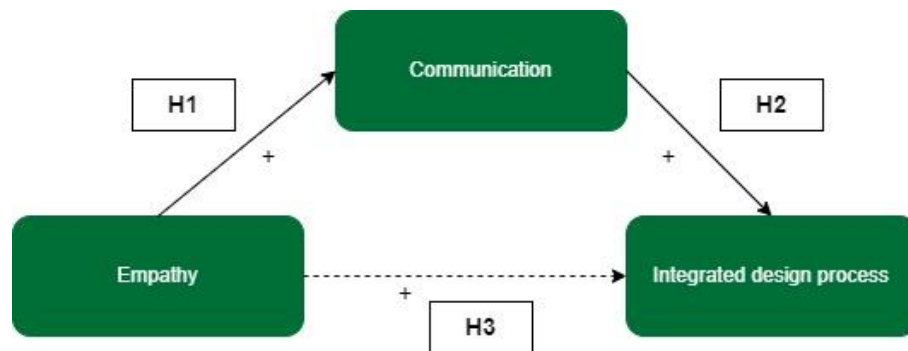 Communication
H1
H2
+
+
Empathy
Integrated design process
+
H3